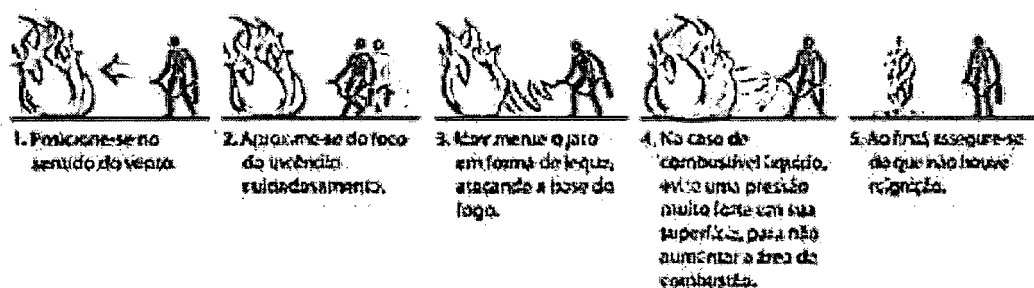 1. Posicione-se no
sentido do vento.
2. Aproxime-se do foco
do incêndio
cuidadosamente.
3. Movimente o jato
em forma de leque,
atacando a base do
fogo.
4. No caso de
combustível líquido,
evite uma pressão
muito forte em sua
superfície, para não
aumentar a área de
combustão.
5. Ao final, assegure-se
de que não houve
reignição.